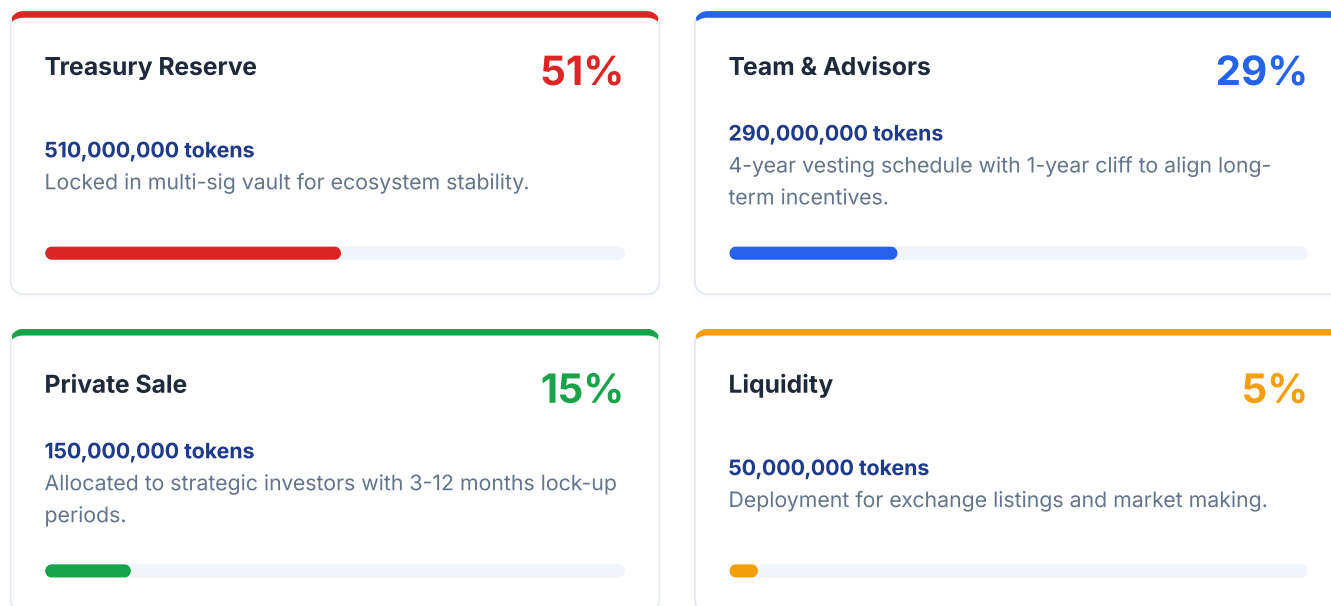 Treasury Reserve
51%
510,000,000 tokens
Locked in multi-sig vault for ecosystem stability.
Team & Advisors
29%
290,000,000 tokens
4-year vesting schedule with 1-year cliff to align long-
term incentives.
Private Sale
15%
150,000,000 tokens
Allocated to strategic investors with 3-12 months lock-up
periods.
Liquidity
5%
50,000,000 tokens
Deployment for exchange listings and market making.